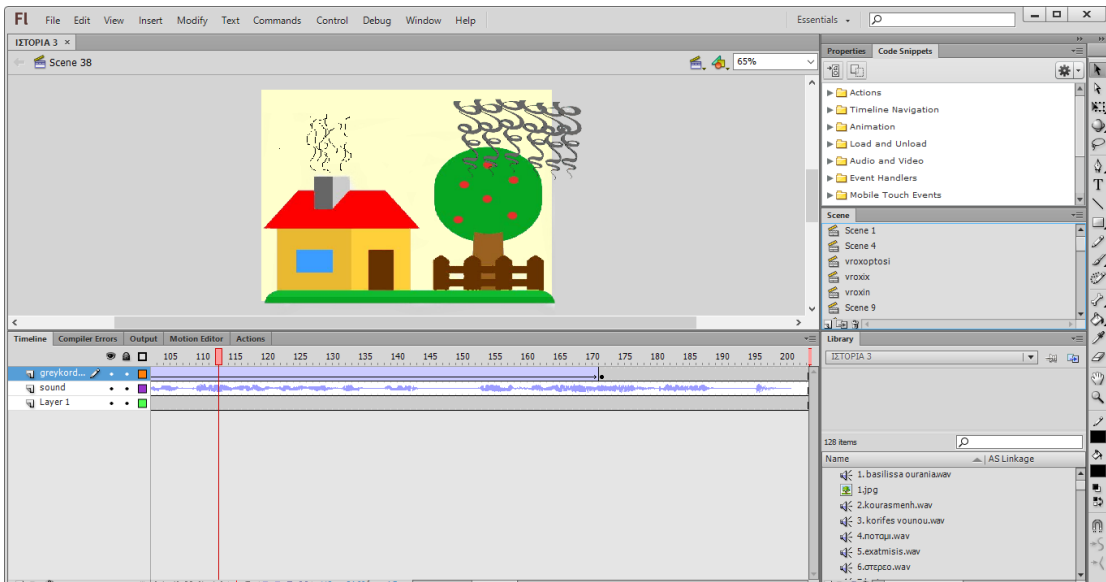 Fl File Edit View Insert Modify Text Commands Control Debug Window Help Essentials
ΙΣΤΟΡΙΑ 3 ×
Scene 38 65%
Properties Code Snippets
Actions
Timeline Navigation
Animation
Load and Unload
Audio and Video
Event Handlers
Mobile Touch Events
Scene
Scene 1
Scene 4
vroxoptosi
vroxix
vroxin
Scene 9
Timeline Compiler Errors Output Motion Editor Actions
105 110 115 120 125 130 135 140 145 150 155 160 165 170 175 180 185 190 195 200
greykord...
sound
Layer 1
Library
ΙΣΤΟΡΙΑ 3
128 items
Name AS Linkage
1. basilissa ourania.wav
1.jpg
2.kourasmenh.wav
3. korifes vounou.wav
4.ποταμι.wav
5.exatmisis.wav
6.στερεο.wav